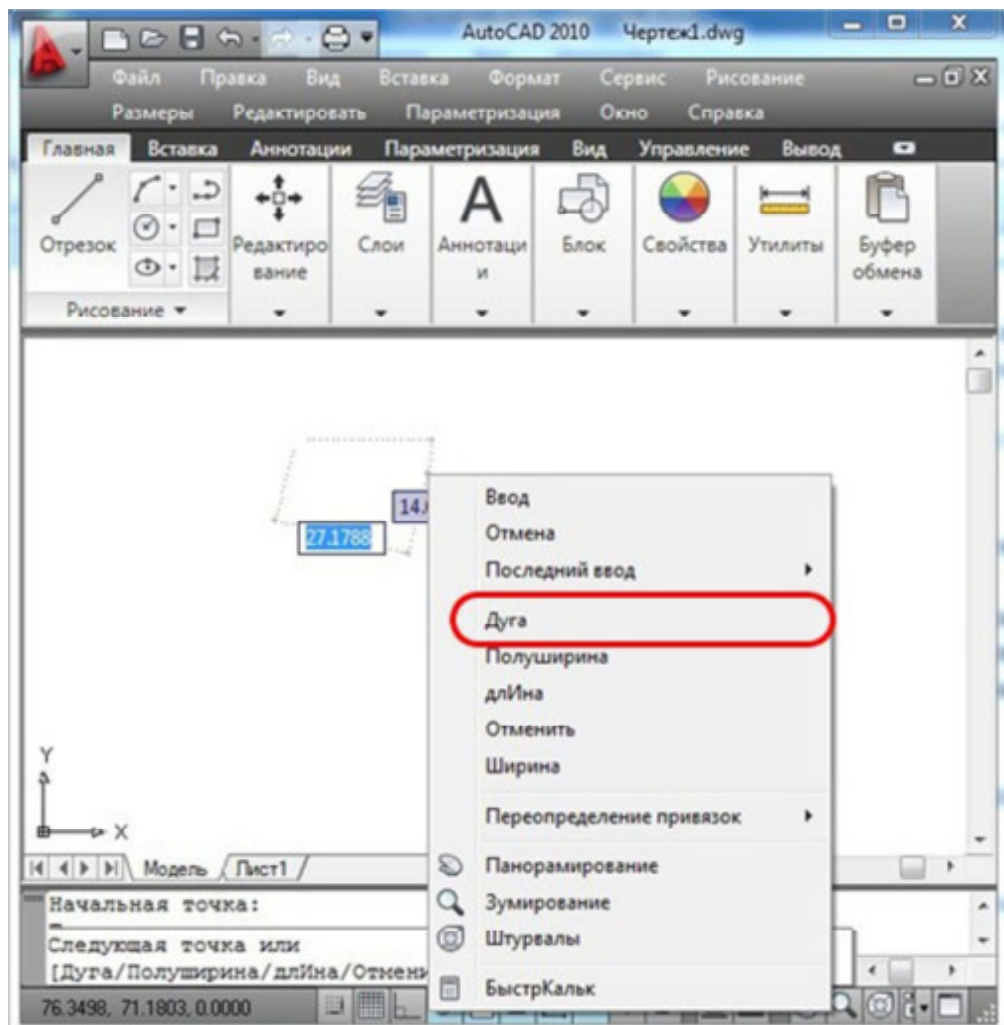 AutoCAD 2010 Чертеж1.dwg
Файл Правка Вид Вставка Формат Сервис Рисование
Размеры Редактировать Параметризация Окно Справка
Главная Вставка Аннотации Параметризация Вид Управление Вывод
Отрезок
Редактиро
вание
Слои
Аннотаци
и
Блок
Свойства
Утилиты
Буфер
обмена
Рисование
27.1788
Ввод
Отмена
Последний ввод
Дуга
Полуширина
длИна
Отменить
Ширина
Переопределение привязок
Панорамирование
Зумирование
Штурвалы
БыстрКальк
Y
X
Модель Лист1
Начальная точка:
Следующая точка или
[Дуга/Полуширина/длИна/Отмени
76.3498, 71.1803, 0.0000